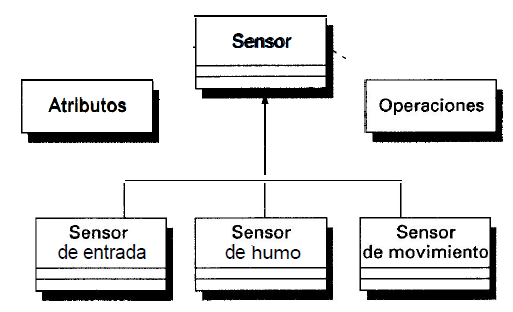 Sensor
Atributos
Operaciones
Sensor
de entrada
Sensor
de humo
Sensor
de movimiento